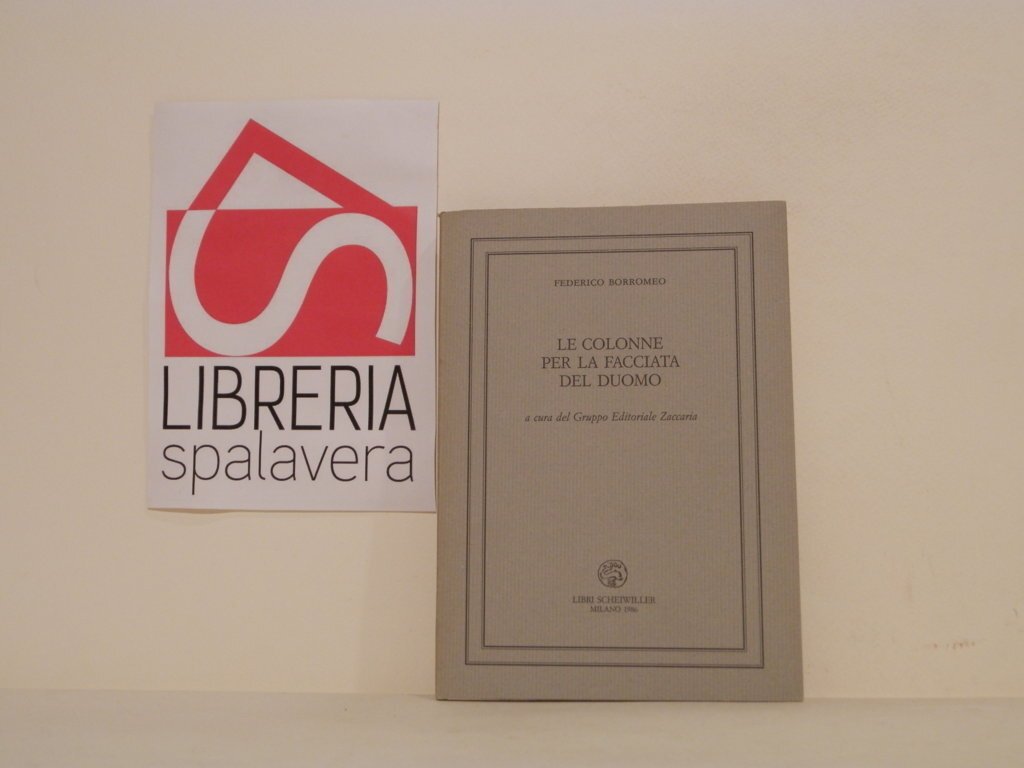 LIBRERIA
spalavera
FEDERICO BORROMEO
LE COLONNE
PER LA FACCIATA
DEL DUOMO
a cura del Gruppo Editoriale Zaccaria
LIBRI SCHEIWILLER
MILANO 1986